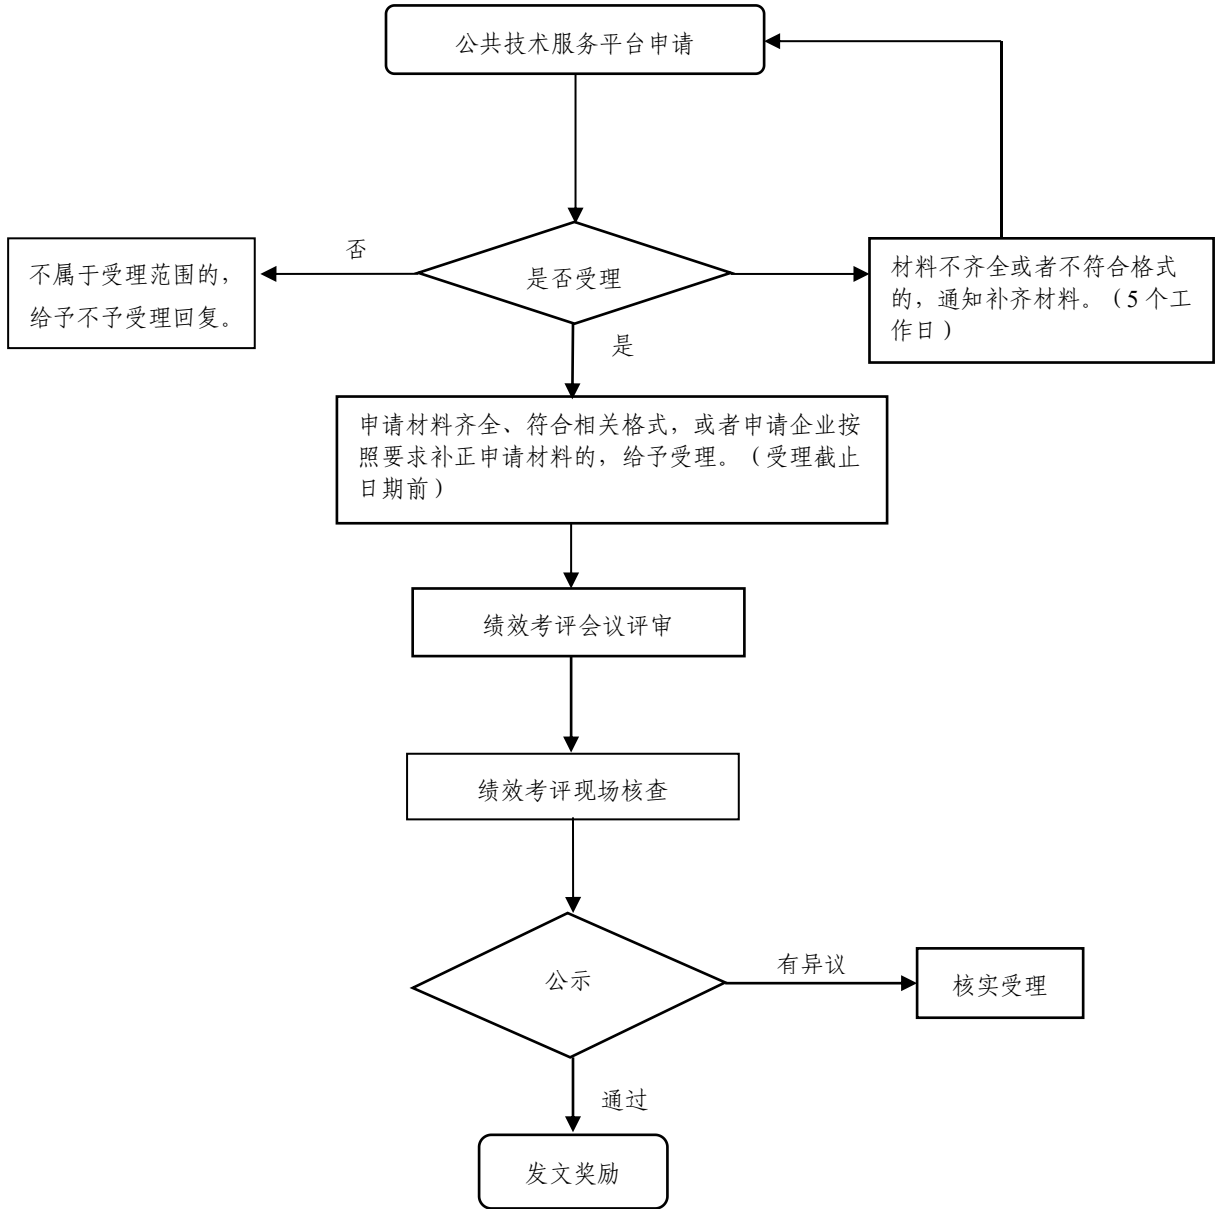 公共技术服务平台申请
否
不属于受理范围的，
给予不予受理回复。
是否受理
材料不齐全或者不符合格式
的，通知补齐材料。（5 个工
作日）
是
申请材料齐全、符合相关格式，或者申请企业按
照要求补正申请材料的，给予受理。（受理截止
日期前）
绩效考评会议评审
绩效考评现场核查
公示
有异议
核实受理
通过
发文奖励